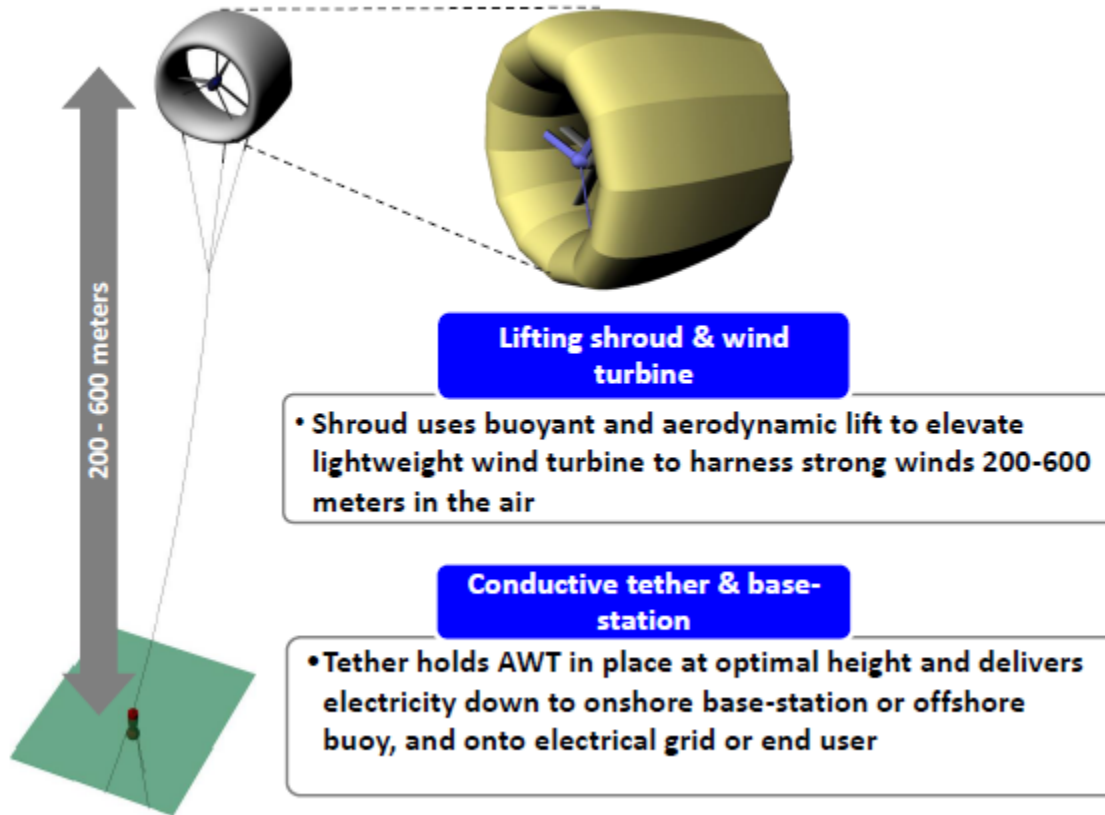 200 - 600 meters
Lifting shroud & wind
turbine
• Shroud uses buoyant and aerodynamic lift to elevate
lightweight wind turbine to harness strong winds 200-600
meters in the air
Conductive tether & base-
station
•Tether holds AWT in place at optimal height and delivers
electricity down to onshore base-station or offshore
buoy, and onto electrical grid or end user